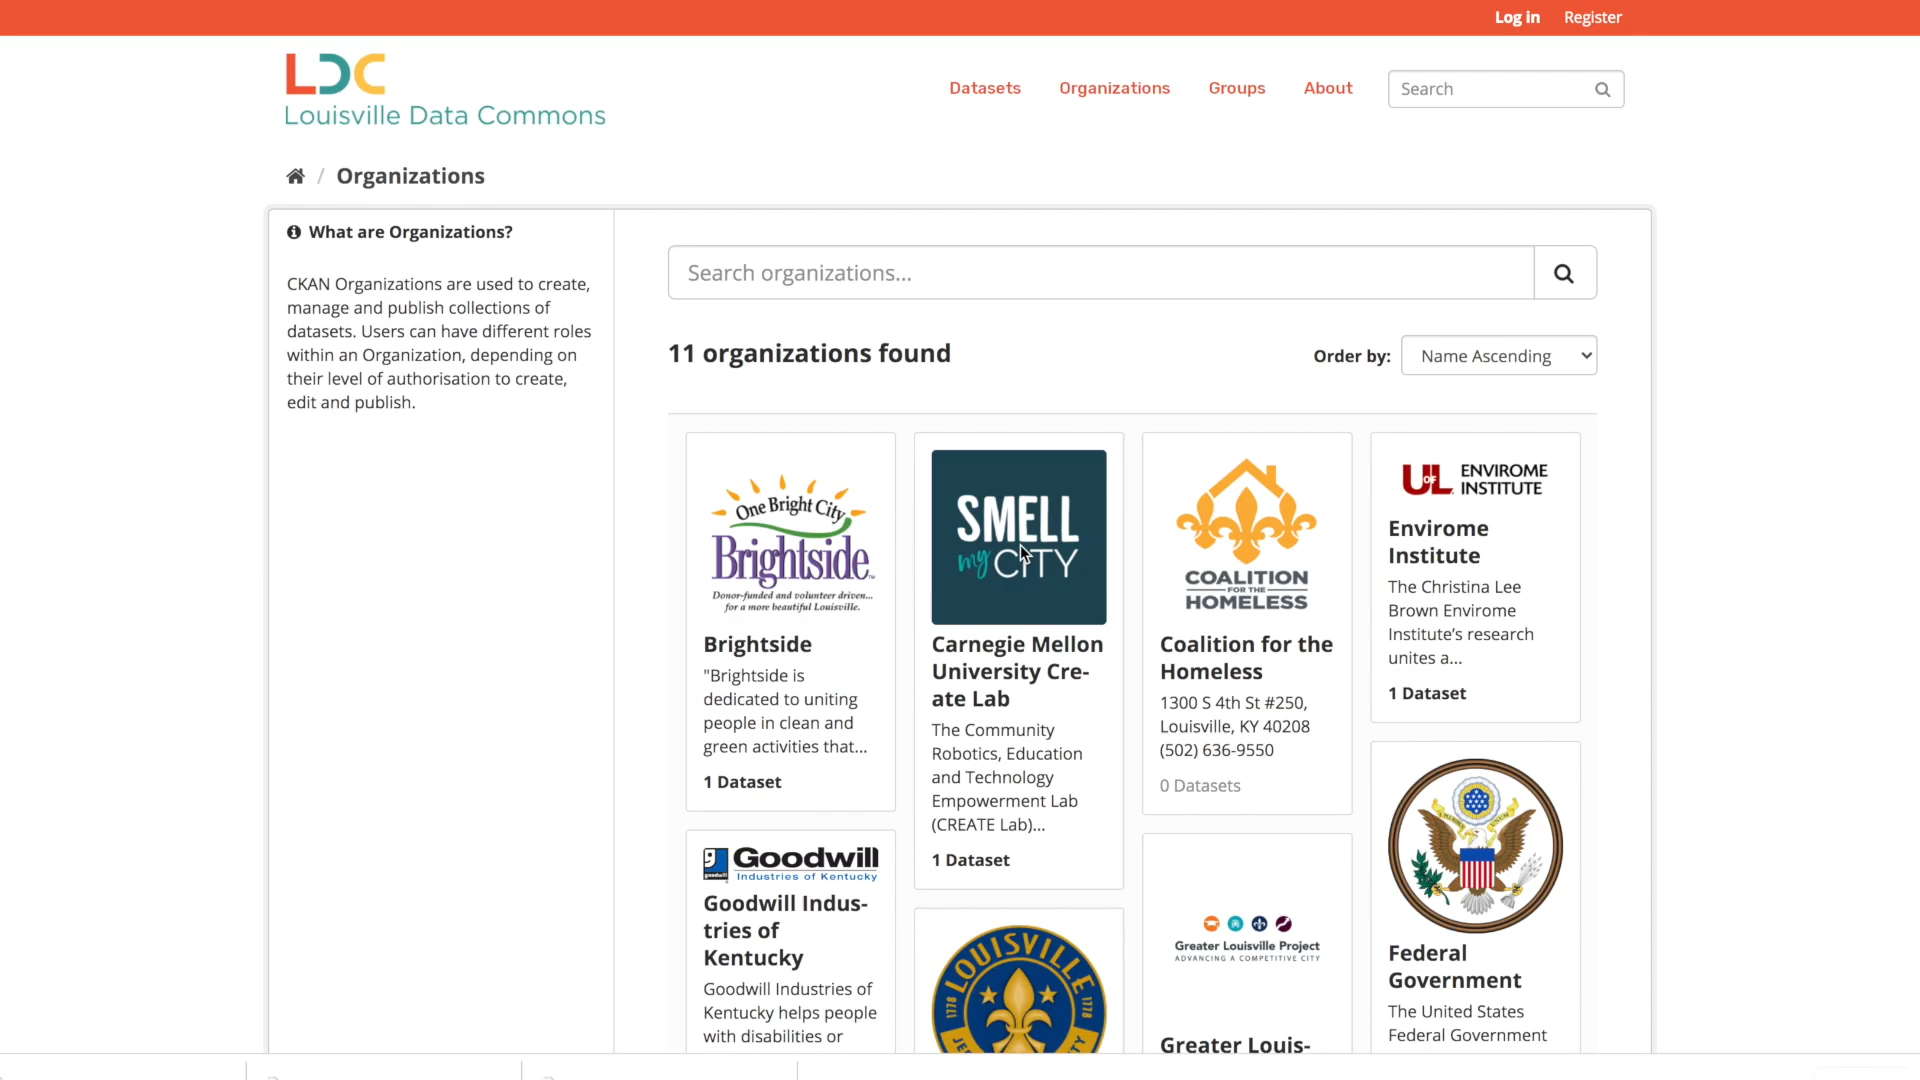 Log in Register
LDC
Louisville Data Commons
Datasets Organizations Groups About Search
/ Organizations
What are Organizations?
CKAN Organizations are used to create,
manage and publish collections of
datasets. Users can have different roles
within an Organization, depending on
their level of authorisation to create,
edit and publish.
Search organizations...
11 organizations found
Order by: Name Ascending
One Bright City
Brightside
Donor-funded and volunteer driven...
for a more beautiful Louisville.
Brightside
"Brightside is
dedicated to uniting
people in clean and
green activities that...
1 Dataset
SMELL
my CITY
Carnegie Mellon
University Cre-
ate Lab
The Community
Robotics, Education
and Technology
Empowerment Lab
(CREATE Lab)...
1 Dataset
COALITION
FOR THE
HOMELESS
Coalition for the
Homeless
1300 S 4th St #250,
Louisville, KY 40208
(502) 636-9550
0 Datasets
UofL ENVIROME
INSTITUTE
Envirome
Institute
The Christina Lee
Brown Envirome
Institute’s research
unites a...
1 Dataset
goodwill Goodwill
Industries of Kentucky
Goodwill Indus-
tries of
Kentucky
Goodwill Industries of
Kentucky helps people
with disabilities or
LOUISVILLE
1778 1778
Greater Louisville Project
ADVANCING A COMPETITIVE CITY
Greater Louis-
Federal
Government
The United States
Federal Government